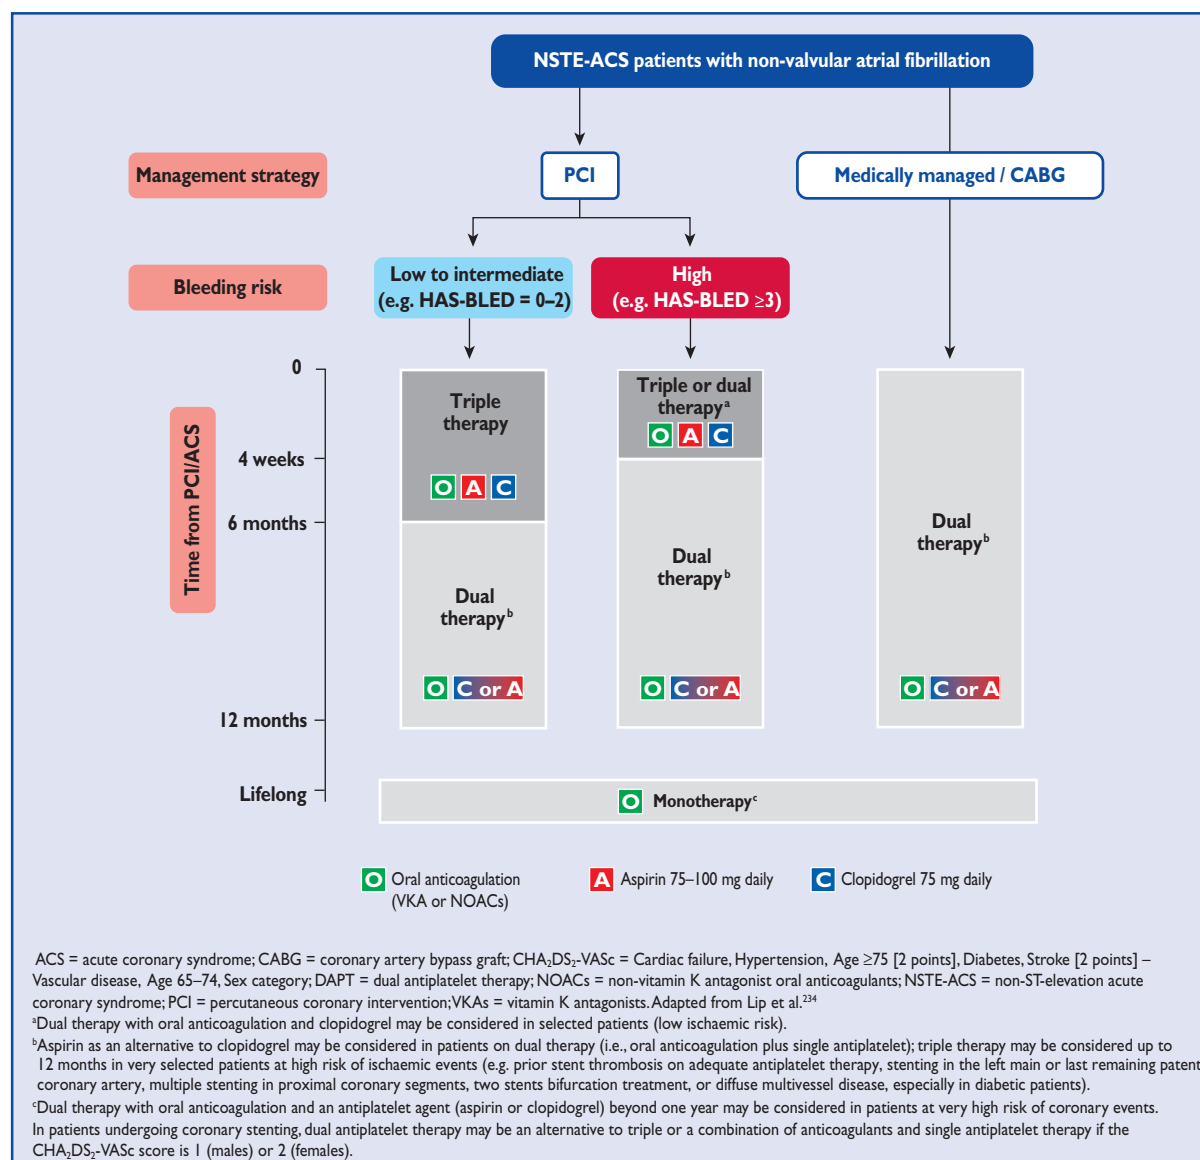 NSTE-ACS patients with non-valvular atrial fibrillation
Management strategy
PCI
Medically managed / CABG
Bleeding risk
Low to intermediate
(e.g. HAS-BLED = 0–2)
High
(e.g. HAS-BLED ≥3)
Time from PCI/ACS
0
4 weeks
6 months
12 months
Lifelong
Triple
therapy
O A C
Dual
therapyᵇ
O C or A
Triple or dual
therapyᵃ
O A C
Dual
therapyᵇ
O C or A
Dual
therapyᵇ
O C or A
O Monotherapyᶜ
O Oral anticoagulation
(VKA or NOACs)
A Aspirin 75–100 mg daily
C Clopidogrel 75 mg daily
ACS = acute coronary syndrome; CABG = coronary artery bypass graft; CHA₂DS₂-VASc = Cardiac failure, Hypertension, Age ≥75 [2 points], Diabetes, Stroke [2 points] –
Vascular disease, Age 65–74, Sex category; DAPT = dual antiplatelet therapy; NOACs = non-vitamin K antagonist oral anticoagulants; NSTE-ACS = non-ST-elevation acute
coronary syndrome; PCI = percutaneous coronary intervention; VKAs = vitamin K antagonists. Adapted from Lip et al.²³⁴
ᵃDual therapy with oral anticoagulation and clopidogrel may be considered in selected patients (low ischaemic risk).
ᵇAspirin as an alternative to clopidogrel may be considered in patients on dual therapy (i.e., oral anticoagulation plus single antiplatelet); triple therapy may be considered up to
12 months in very selected patients at high risk of ischaemic events (e.g. prior stent thrombosis on adequate antiplatelet therapy, stenting in the left main or last remaining patent
coronary artery, multiple stenting in proximal coronary segments, two stents bifurcation treatment, or diffuse multivessel disease, especially in diabetic patients).
ᶜDual therapy with oral anticoagulation and an antiplatelet agent (aspirin or clopidogrel) beyond one year may be considered in patients at very high risk of coronary events.
In patients undergoing coronary stenting, dual antiplatelet therapy may be an alternative to triple or a combination of anticoagulants and single antiplatelet therapy if the
CHA₂DS₂-VASc score is 1 (males) or 2 (females).